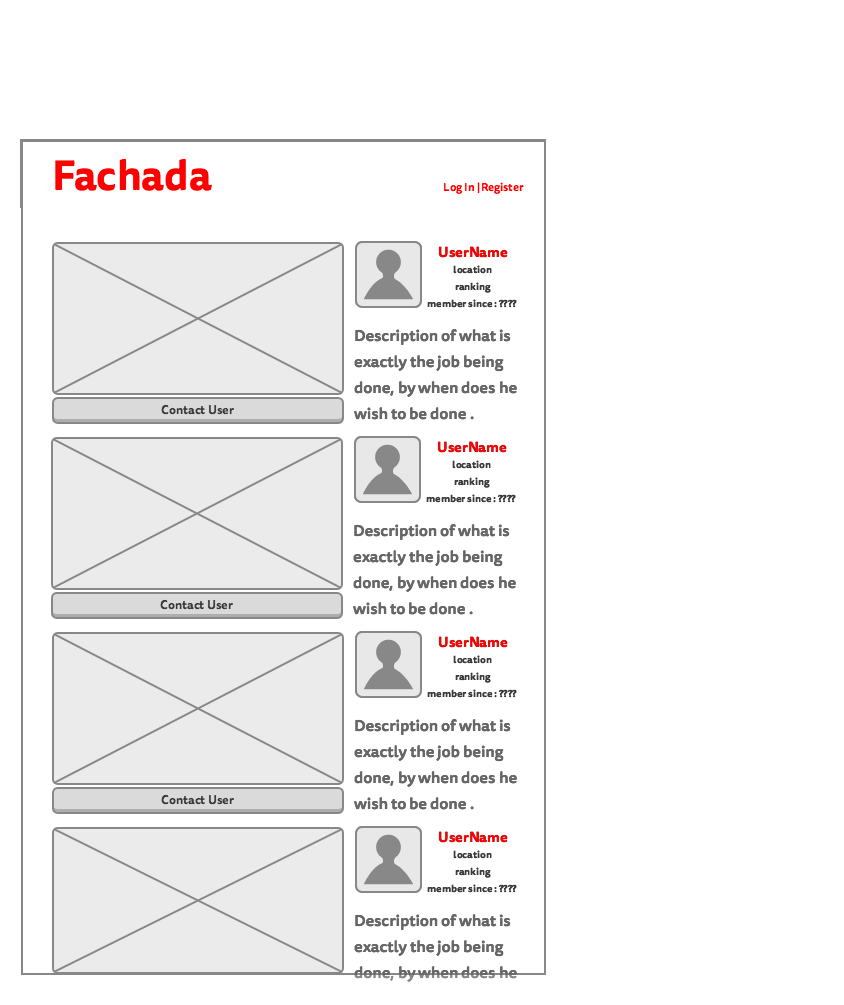 Fachada
Log In | Register
UserName
location
ranking
member since : ????
Description of what is
exactly the job being
done, by when does he
wish to be done .
Contact User
UserName
location
ranking
member since : ????
Description of what is
exactly the job being
done, by when does he
wish to be done .
Contact User
UserName
location
ranking
member since : ????
Description of what is
exactly the job being
done, by when does he
wish to be done .
Contact User
UserName
location
ranking
member since : ????
Description of what is
exactly the job being
done, by when does he